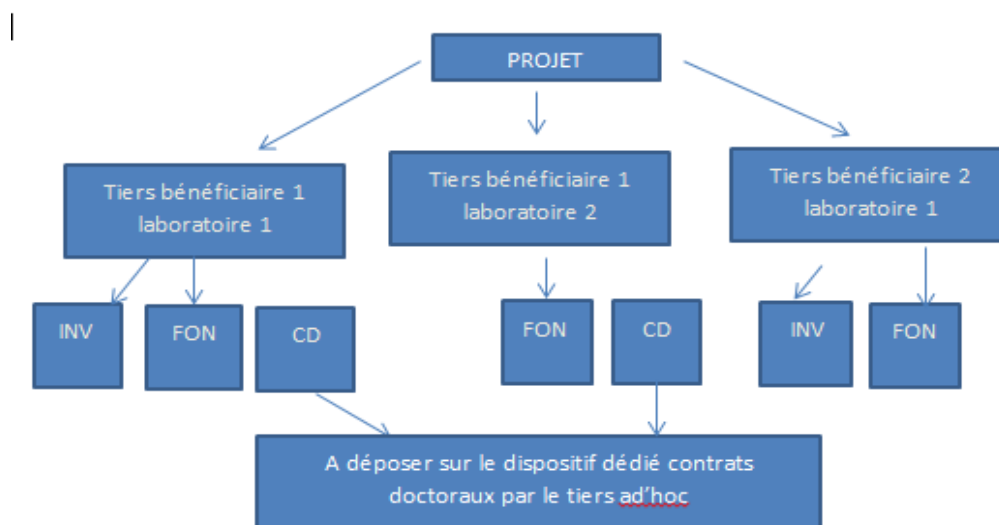 PROJET
Tiers bénéficiaire 1
laboratoire 1
Tiers bénéficiaire 1
laboratoire 2
Tiers bénéficiaire 2
laboratoire 1
INV
FON
CD
FON
CD
INV
FON
A déposer sur le dispositif dédié contrats
doctoraux par le tiers ad'hoc